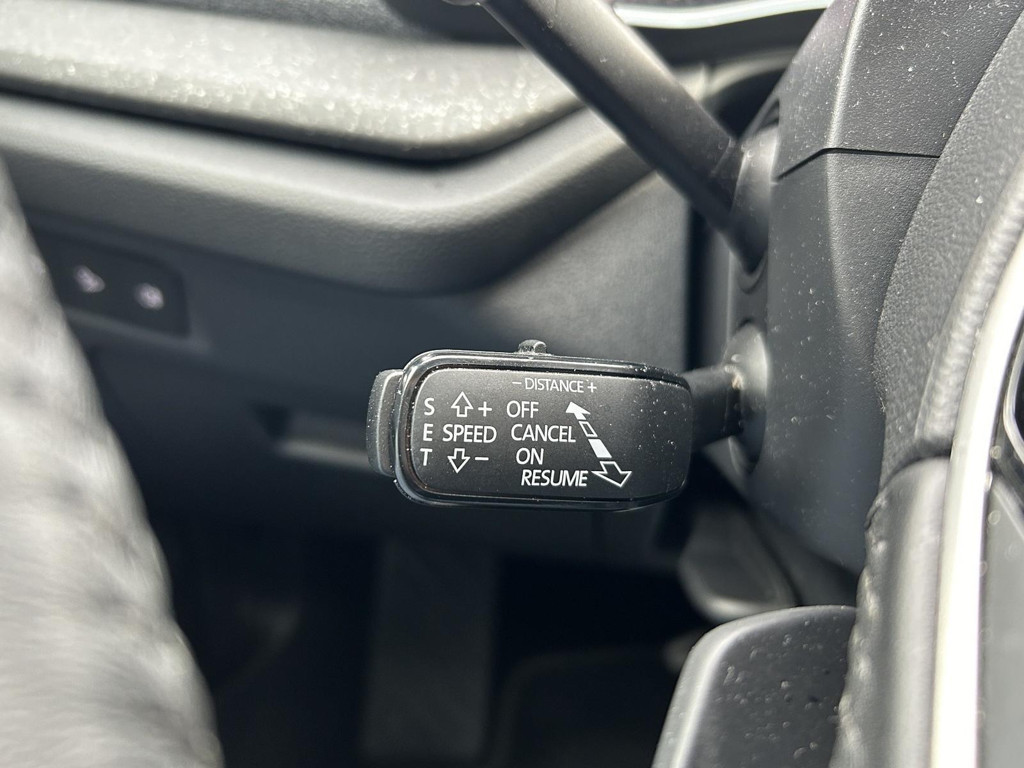 − DISTANCE +
S + OFF
E SPEED CANCEL
T − ON
RESUME